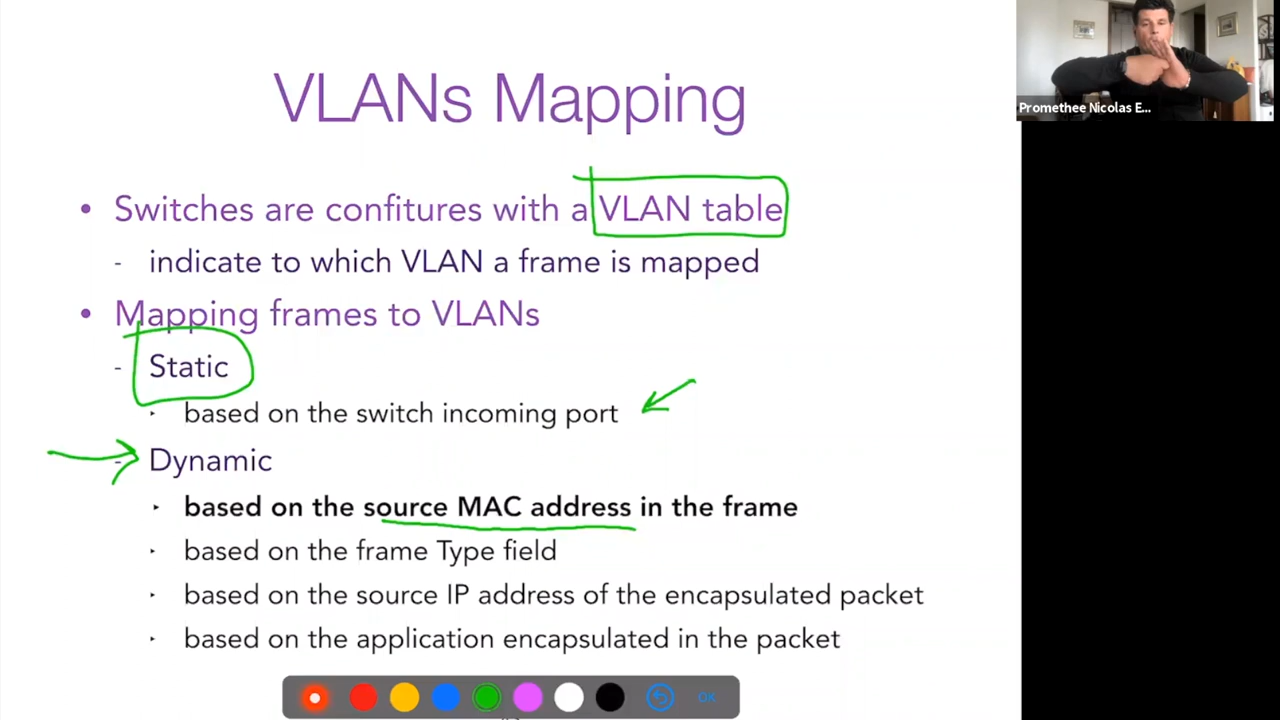 VLANs Mapping
Promethee Nicolas E...
• Switches are confitures with a VLAN table
- indicate to which VLAN a frame is mapped
• Mapping frames to VLANs
- Static
‣ based on the switch incoming port
- Dynamic
‣ based on the source MAC address in the frame
‣ based on the frame Type field
‣ based on the source IP address of the encapsulated packet
‣ based on the application encapsulated in the packet
OK